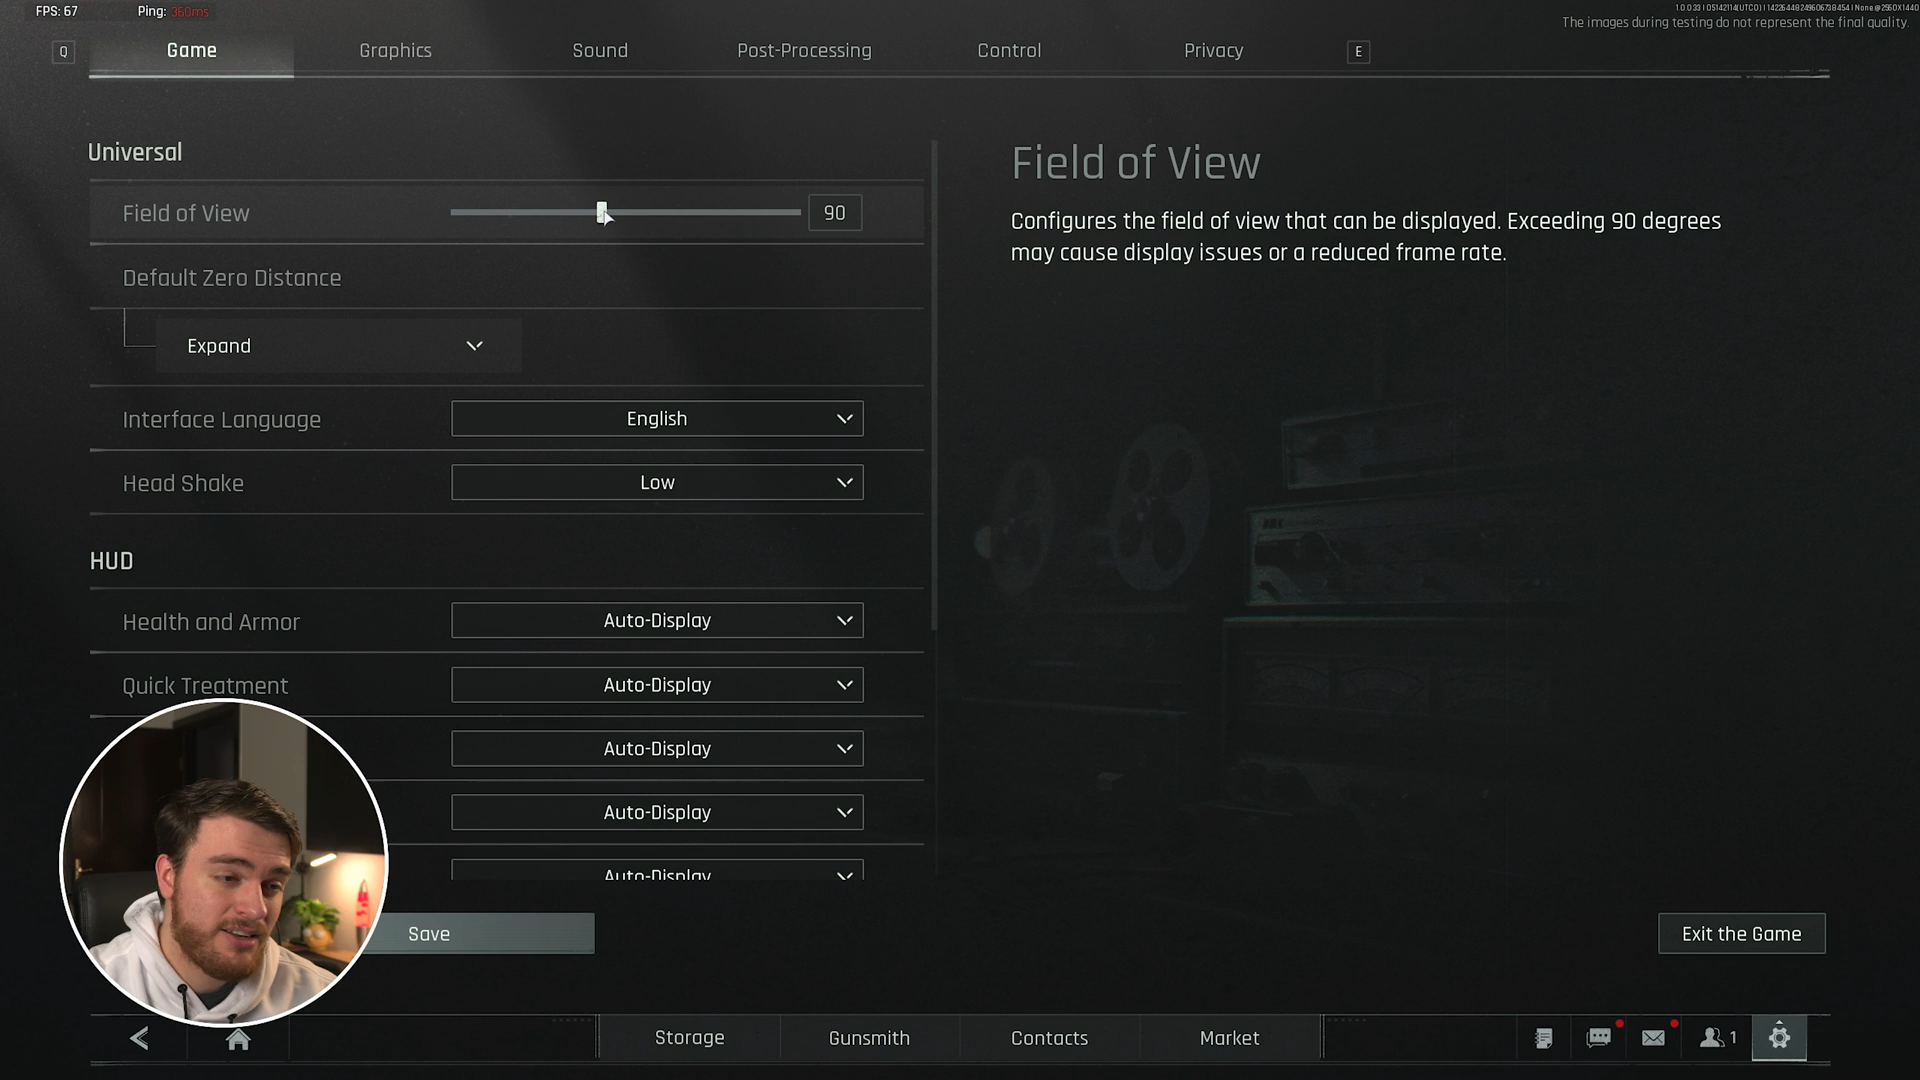 FPS: 67
Ping: 360ms
The images during testing do not represent the final quality.
Q
Game
Graphics
Sound
Post-Processing
Control
Privacy
E
Universal
Field of View
90
Default Zero Distance
Expand
Interface Language
English
Head Shake
Low
HUD
Health and Armor
Auto-Display
Quick Treatment
Auto-Display
Auto-Display
Auto-Display
Auto-Display
Field of View
Configures the field of view that can be displayed. Exceeding 90 degrees
may cause display issues or a reduced frame rate.
Save
Exit the Game
Storage
Gunsmith
Contacts
Market
1